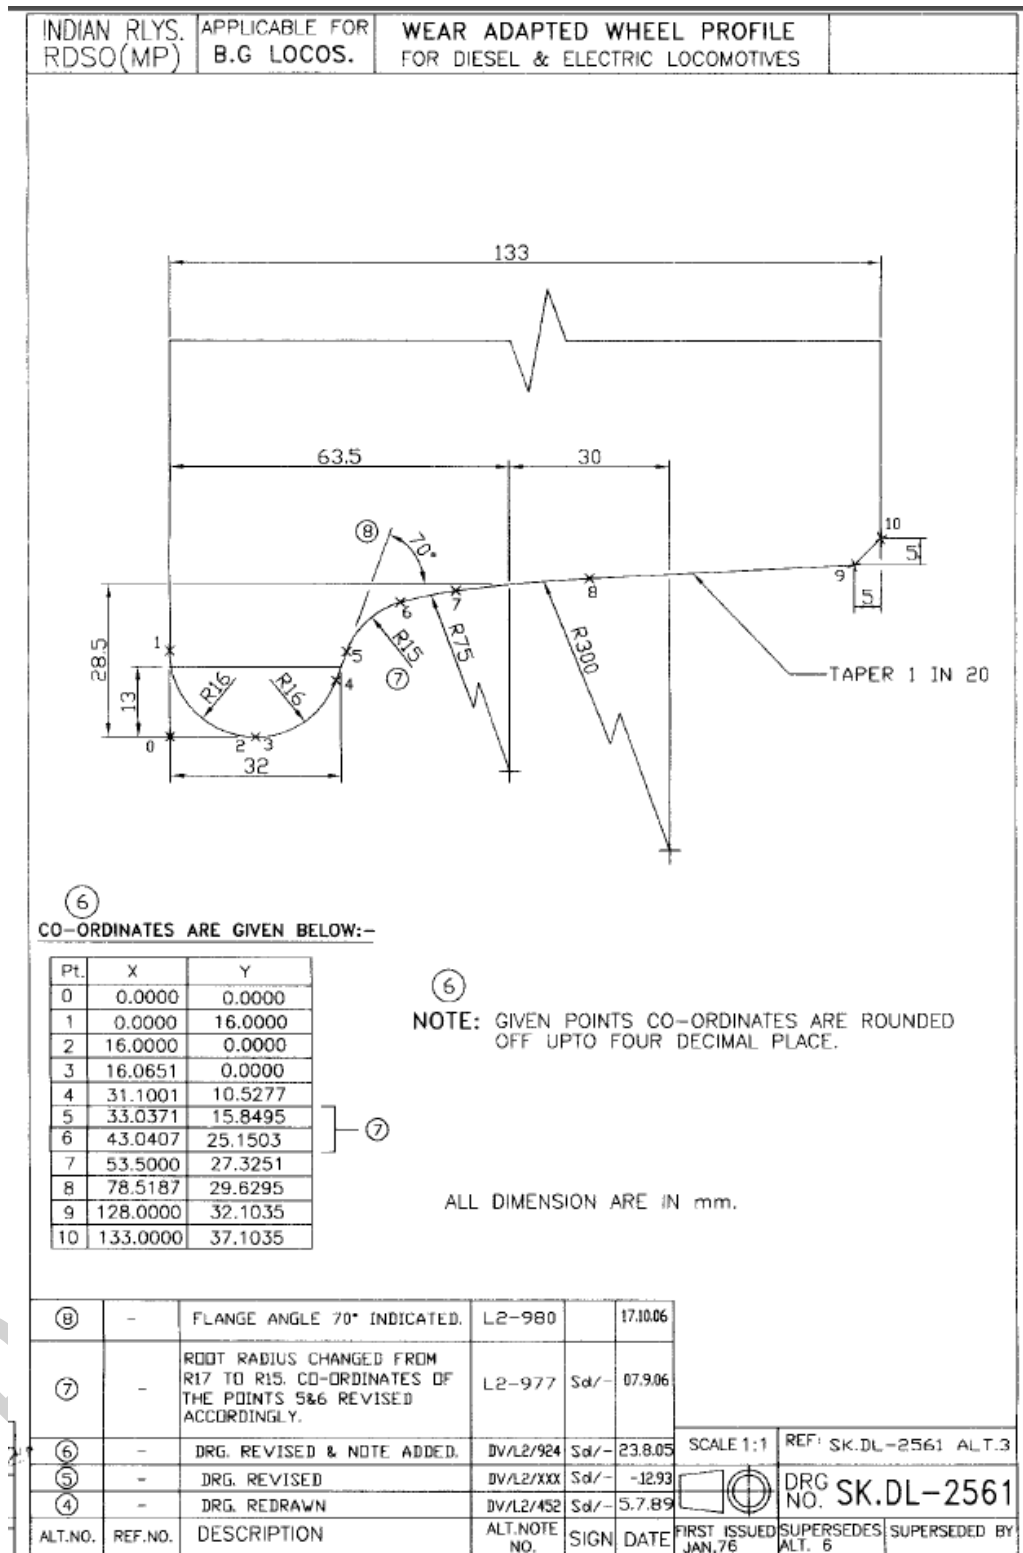 INDIAN RLYS.
RDSO(MP)
APPLICABLE FOR
B.G LOCOS.
WEAR ADAPTED WHEEL PROFILE
FOR DIESEL & ELECTRIC LOCOMOTIVES
133
63.5
30
8
70°
10
5
9
5
8
7
6
28.5
1
R15
R75
R300
5
7
TAPER 1 IN 20
13
R16
R16
4
0
2
3
32
6
CO-ORDINATES ARE GIVEN BELOW:-
Pt. X Y
0 0.0000 0.0000
1 0.0000 16.0000
2 16.0000 0.0000
3 16.0651 0.0000
4 31.1001 10.5277
5 33.0371 15.8495
6 43.0407 25.1503
7 53.5000 27.3251
8 78.5187 29.6295
9 128.0000 32.1035
10 133.0000 37.1035
7
6
NOTE: GIVEN POINTS CO-ORDINATES ARE ROUNDED
OFF UPTO FOUR DECIMAL PLACE.
ALL DIMENSION ARE IN mm.
8 - FLANGE ANGLE 70° INDICATED. L2-980 17.10.06
7 - ROOT RADIUS CHANGED FROM
R17 TO R15. CO-ORDINATES OF
THE POINTS 5&6 REVISED
ACCORDINGLY.
L2-977 Sd/- 07.9.06
6 - DRG. REVISED & NOTE ADDED. DV/L2/924 Sd/- 23.8.05
5 - DRG. REVISED DV/L2/XXX Sd/- -12.93
4 - DRG. REDRAWN DV/L2/452 Sd/- 5.7.89
ALT.NO. REF.NO. DESCRIPTION ALT.NOTE NO. SIGN DATE
SCALE 1:1
REF: SK.DL-2561 ALT.3
DRG NO. SK.DL-2561
FIRST ISSUED
JAN.76
SUPERSEDES
ALT. 6
SUPERSEDED BY